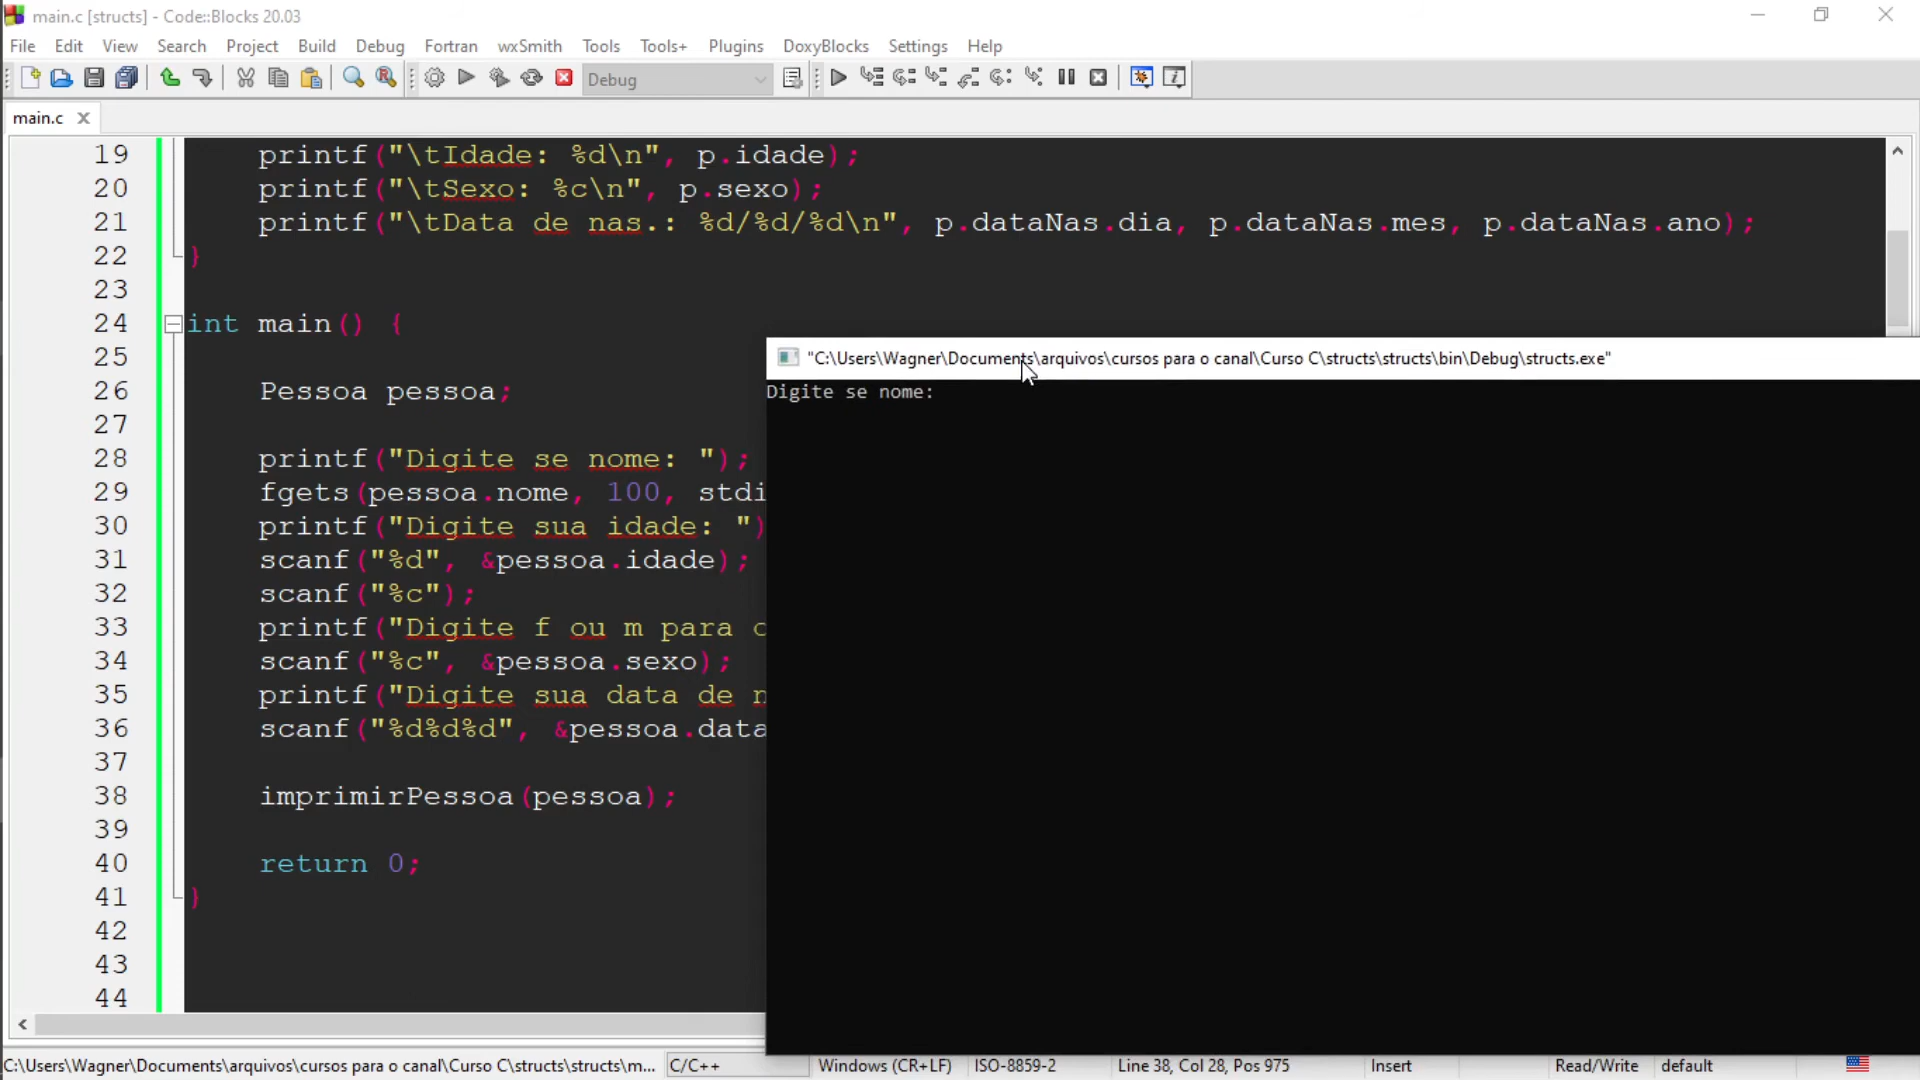 main.c [structs] - Code::Blocks 20.03
File Edit View Search Project Build Debug Fortran wxSmith Tools Tools+ Plugins DoxyBlocks Settings Help
Debug
main.c
19 printf("\tIdade: %d\n", p.idade);
20 printf("\tSexo: %c\n", p.sexo);
21 printf("\tData de nas.: %d/%d/%d\n", p.dataNas.dia, p.dataNas.mes, p.dataNas.ano);
22 }
23
24 int main() {
25
26 Pessoa pessoa;
27
28 printf("Digite se nome: ");
29 fgets(pessoa.nome, 100, stdi
30 printf("Digite sua idade: ")
31 scanf("%d", &pessoa.idade);
32 scanf("%c");
33 printf("Digite f ou m para
34 scanf("%c", &pessoa.sexo);
35 printf("Digite sua data de
36 scanf("%d%d%d", &pessoa.data
37
38 imprimirPessoa(pessoa);
39
40 return 0;
41 }
42
43
44
"C:\Users\Wagner\Documents\arquivos\cursos para o canal\Curso C\structs\structs\bin\Debug\structs.exe"
Digite se nome:
C:\Users\Wagner\Documents\arquivos\cursos para o canal\Curso C\structs\structs\m... C/C++ Windows (CR+LF) ISO-8859-2 Line 38, Col 28, Pos 975 Insert Read/Write default